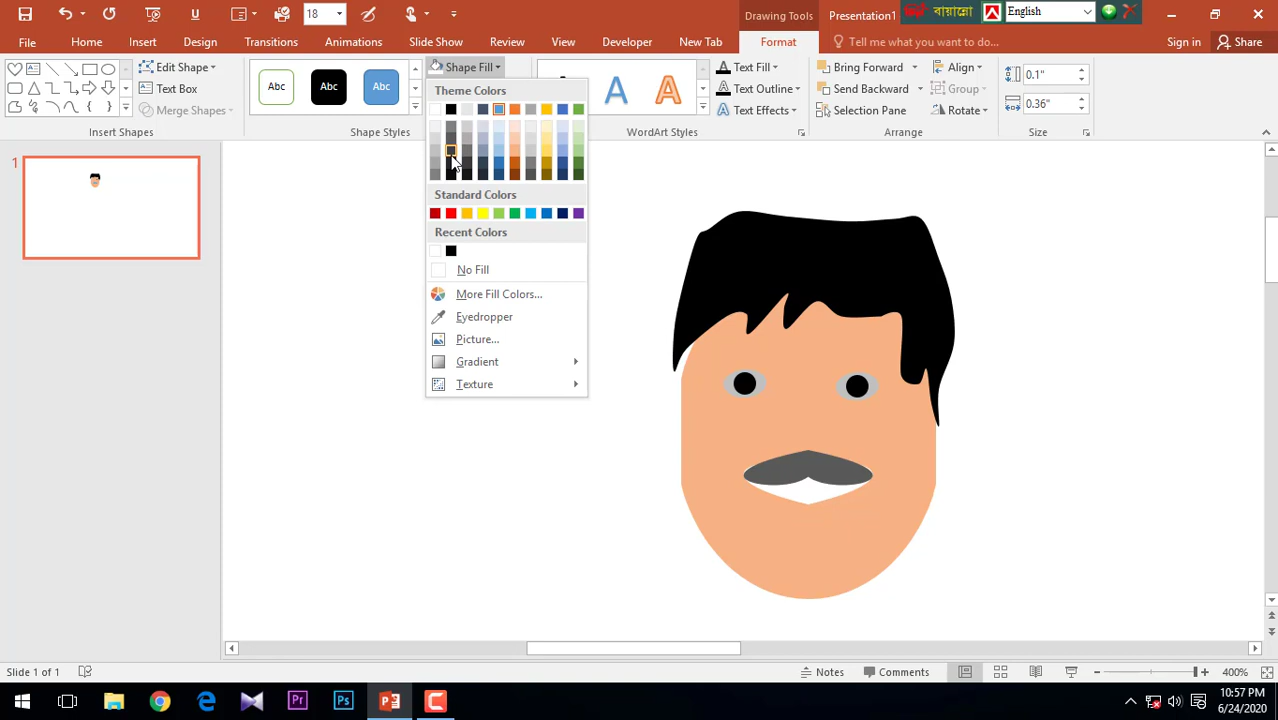 18
Drawing Tools
Presentation1
বায়ান্নো
English
File
Home
Insert
Design
Transitions
Animations
Slide Show
Review
View
Developer
New Tab
Format
Tell me what you want to do...
Sign in
Share
Edit Shape
Text Box
Merge Shapes
Insert Shapes
Abc
Abc
Abc
Shape Styles
Shape Fill
Theme Colors
Standard Colors
Recent Colors
No Fill
More Fill Colors...
Eyedropper
Picture...
Gradient
Texture
A
A
Text Fill
Text Outline
Text Effects
WordArt Styles
Bring Forward
Send Backward
Selection Pane
Align
Group
Rotate
Arrange
0.1"
0.36"
Size
1
Slide 1 of 1
Notes
Comments
400%
Pr
Ps
10:57 PM
6/24/2020